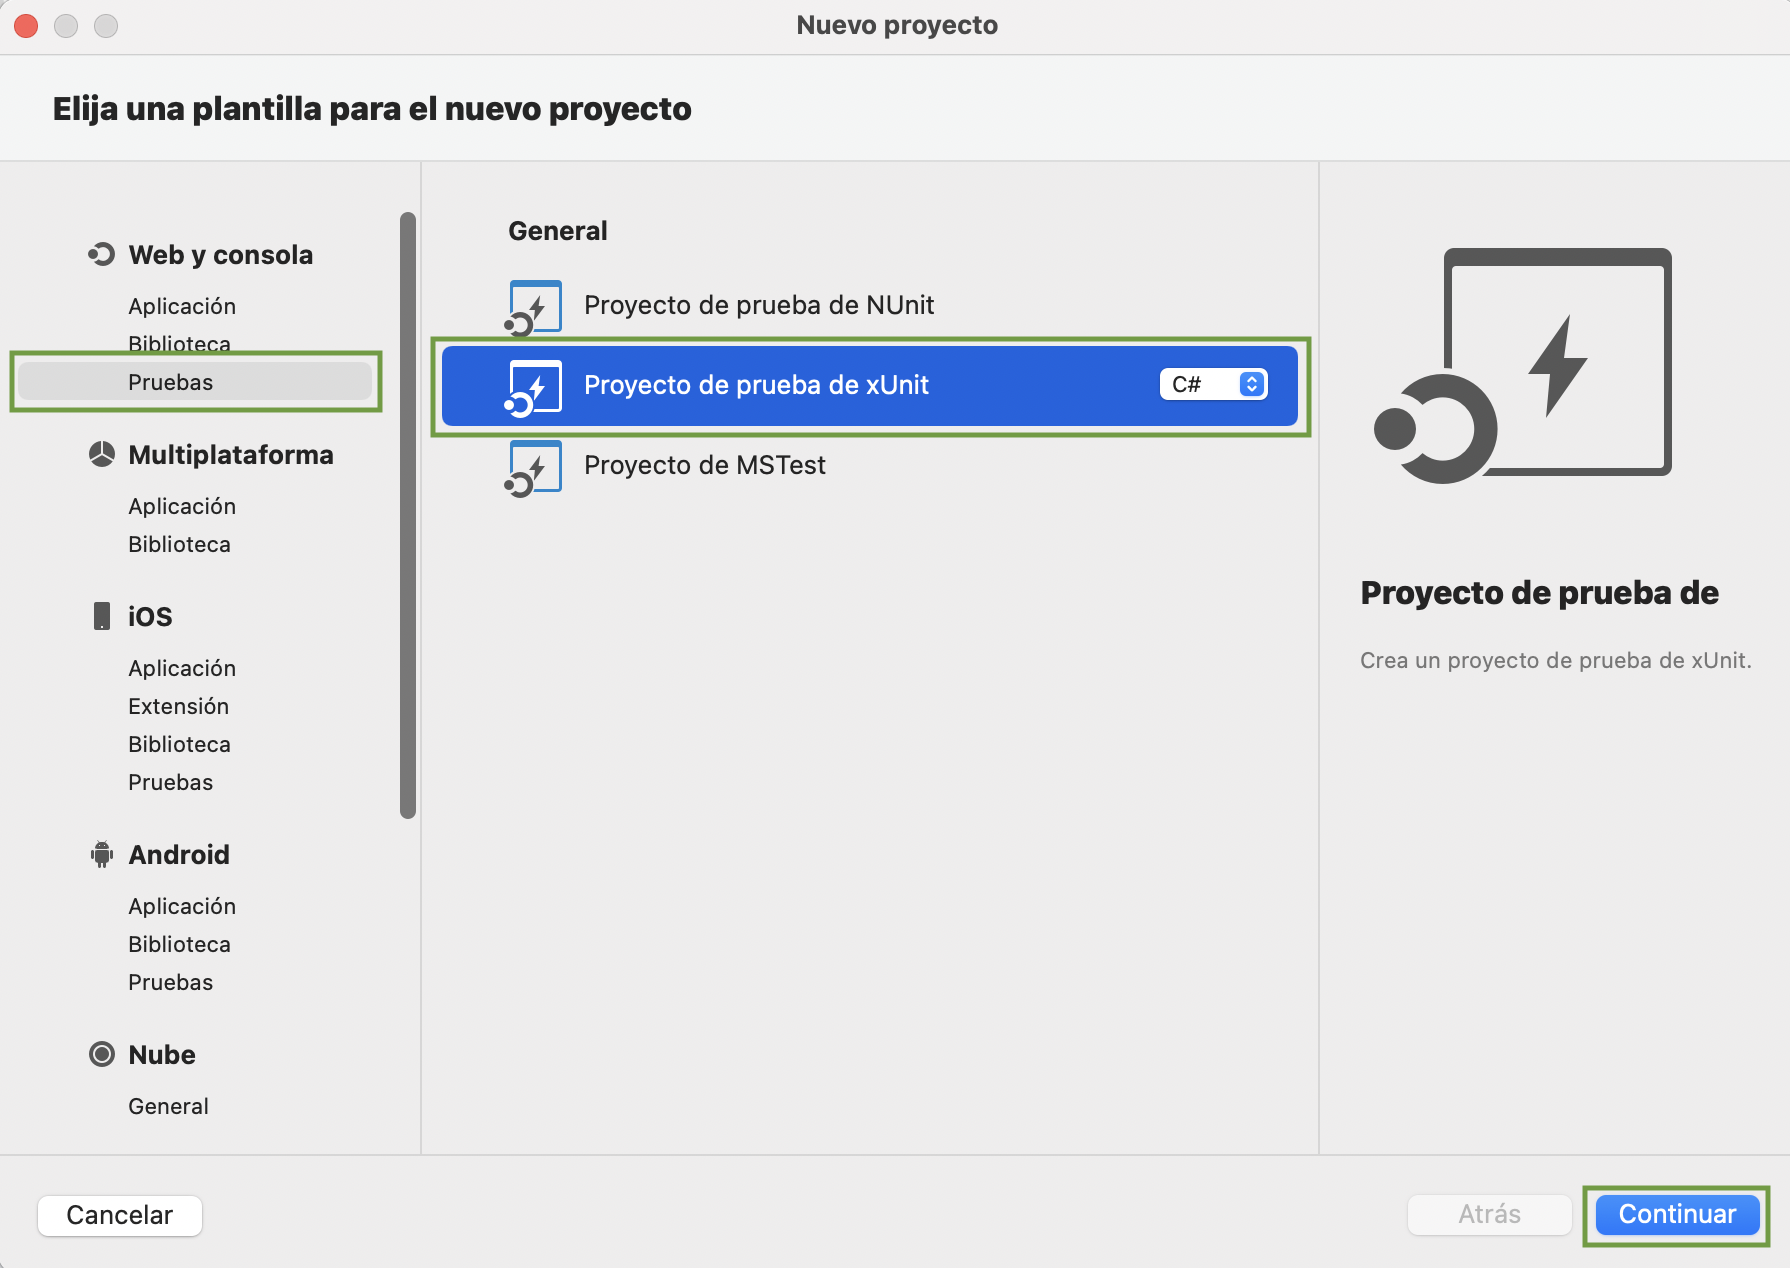 Nuevo proyecto
Elija una plantilla para el nuevo proyecto
Web y consola
Aplicación
Biblioteca
Pruebas
Multiplataforma
Aplicación
Biblioteca
iOS
Aplicación
Extensión
Biblioteca
Pruebas
Android
Aplicación
Biblioteca
Pruebas
Nube
General
General
Proyecto de prueba de NUnit
Proyecto de prueba de xUnit C#
Proyecto de MSTest
Proyecto de prueba de
Crea un proyecto de prueba de xUnit.
Cancelar
Atrás
Continuar